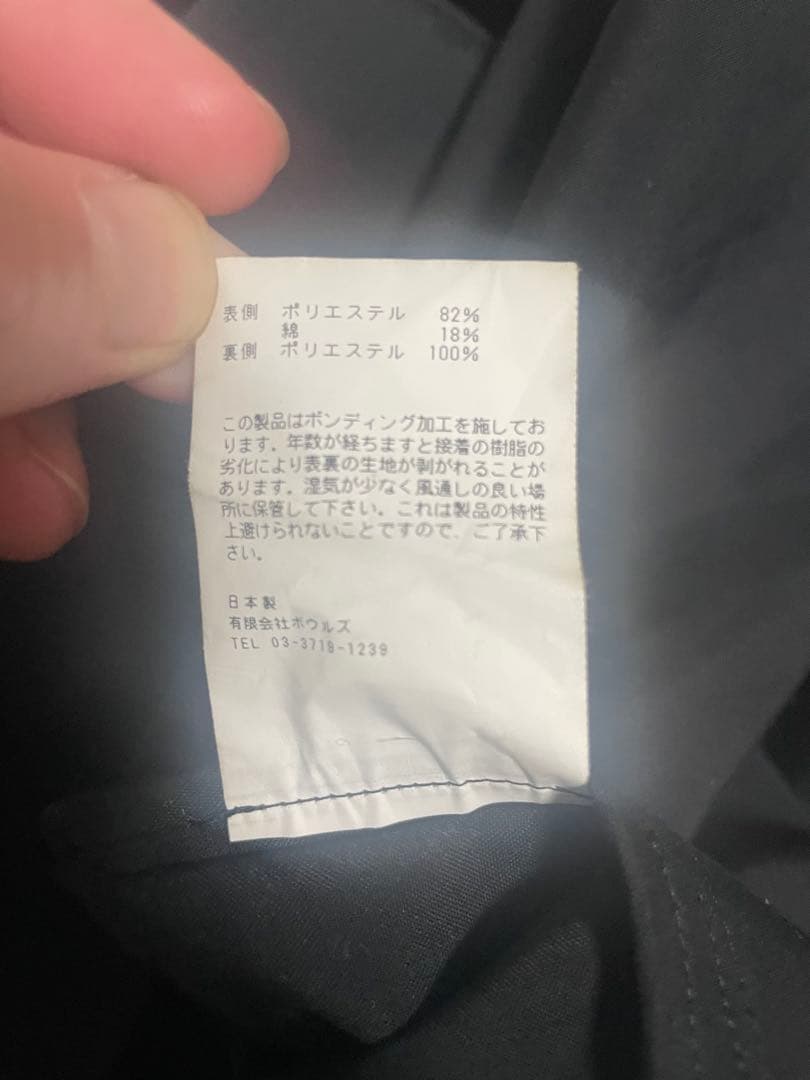 表側 ポリエステル 82%
綿 18%
裏側 ポリエステル 100%
この製品はボンディング加工を施してお
ります。年数が経ちますと接着の樹脂の
劣化により表裏の生地が剥がれることが
あります。湿気が少なく風通しの良い場
所に保管して下さい。これは製品の特性
上避けられないことですので、ご了承下
さい。
日本製
有限会社ボウルズ
TEL 03-3719-1239